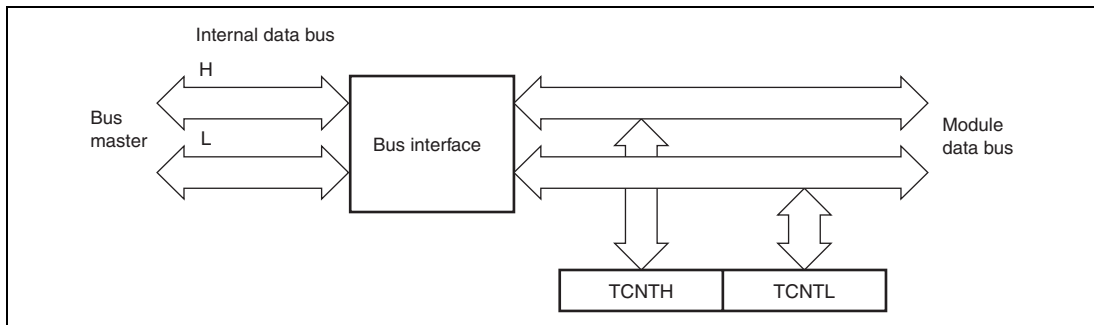 Internal data bus
H
Bus
master
L
Bus interface
Module
data bus
TCNTH
TCNTL